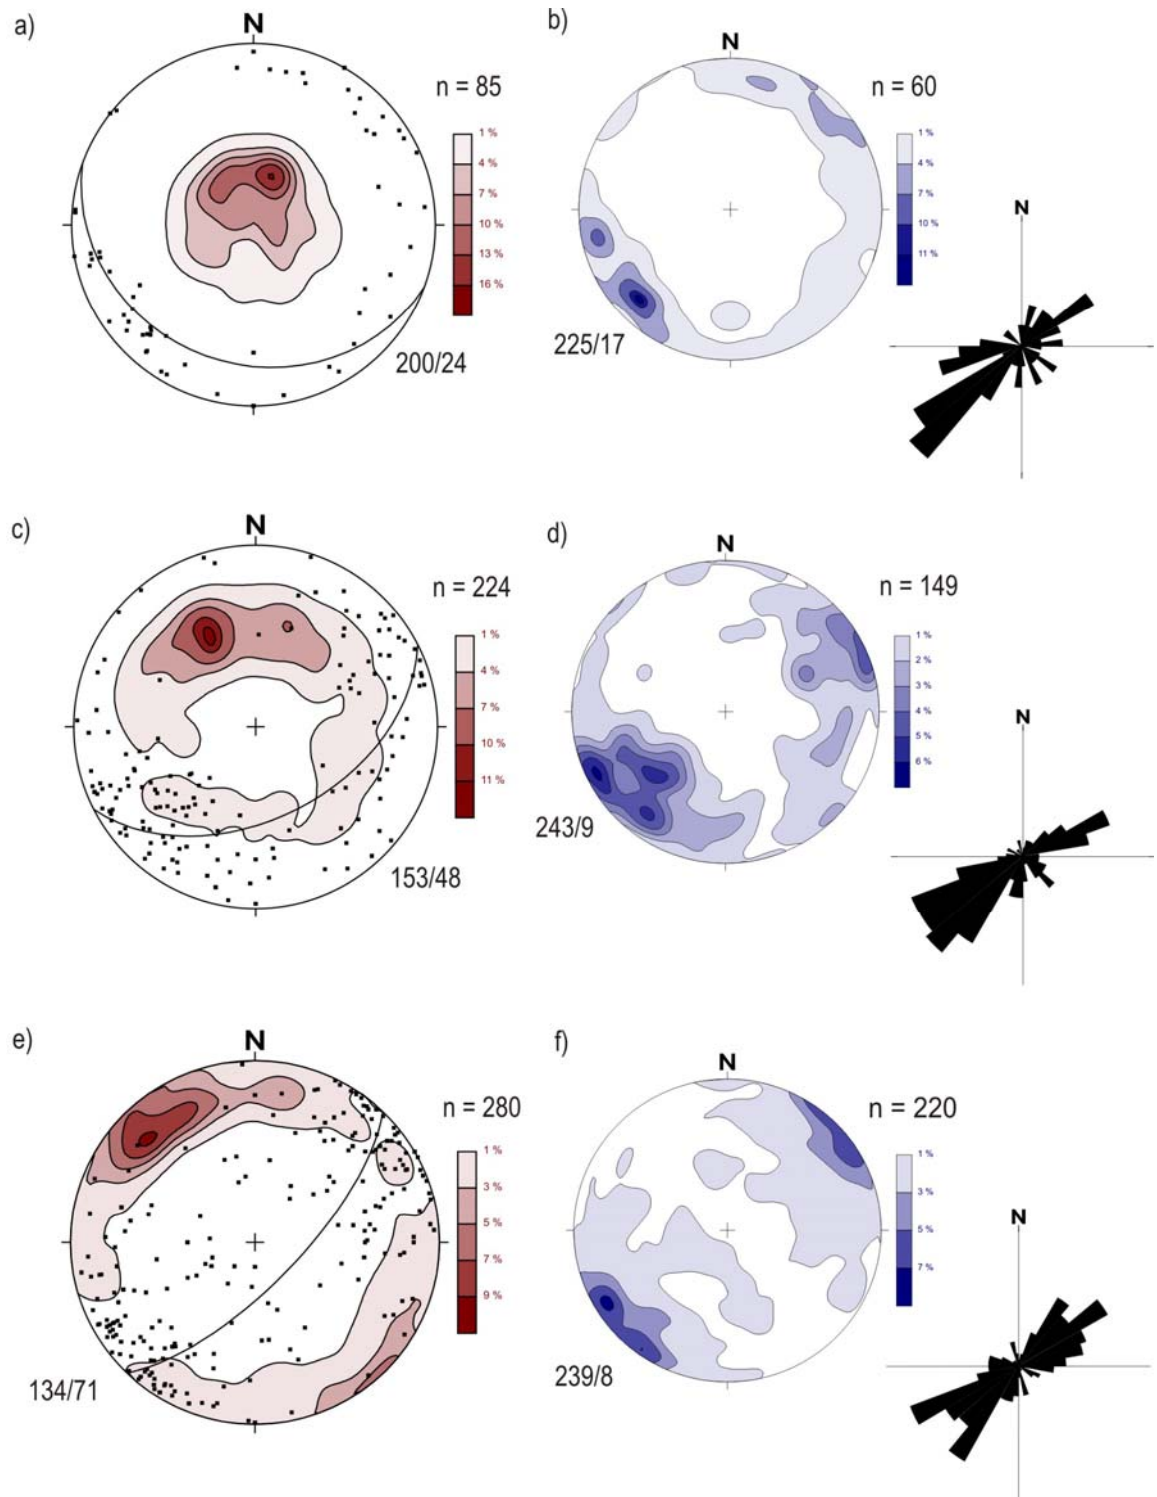 a)
N
n = 85
1 %
4 %
7 %
10 %
13 %
16 %
200/24
b)
N
n = 60
1 %
4 %
7 %
10 %
11 %
225/17
N
c)
N
n = 224
1 %
4 %
7 %
10 %
11 %
153/48
d)
N
n = 149
1 %
2 %
3 %
4 %
5 %
6 %
243/9
N
e)
N
n = 280
1 %
3 %
5 %
7 %
9 %
134/71
f)
N
n = 220
1 %
3 %
5 %
7 %
239/8
N